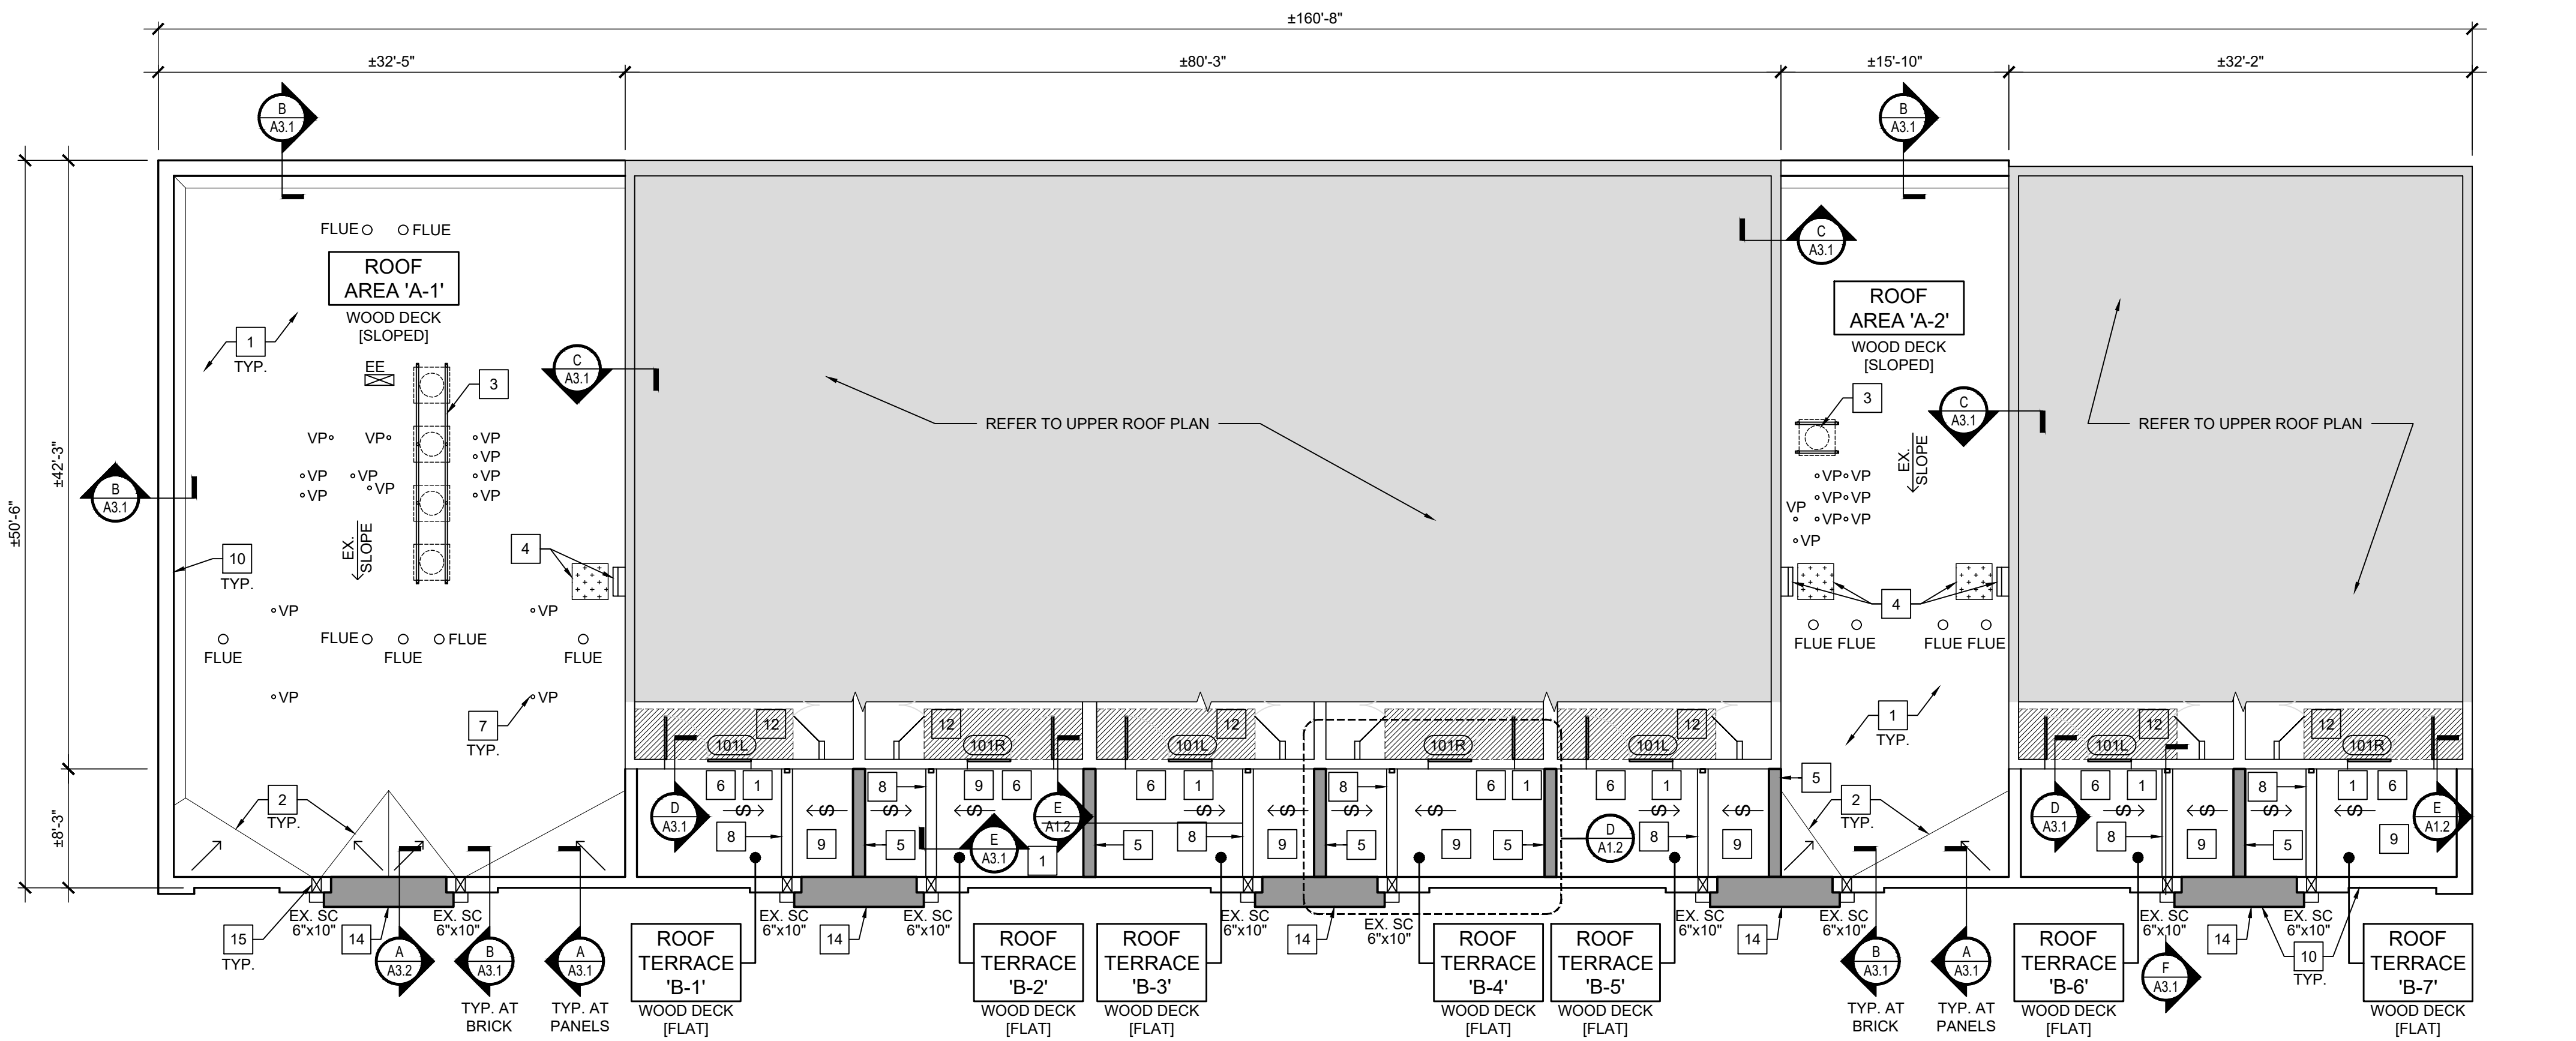 ±160'-8"
±32'-5"
±80'-3"
±15'-10"
±32'-2"
B
A3.1
B
A3.1
FLUE
FLUE
ROOF
AREA 'A-1'
WOOD DECK
[SLOPED]
1
TYP.
C
A3.1
ROOF
AREA 'A-2'
WOOD DECK
[SLOPED]
EE
3
C
A3.1
3
C
A3.1
REFER TO UPPER ROOF PLAN
REFER TO UPPER ROOF PLAN
±50'-6"
±42'-3"
±8'-3"
B
A3.1
VP
VP
VP
VP
VP
VP
VP
VP
VP
VP
VP
EX.
SLOPE
VP
VP
VP
VP
VP
VP
VP
VP
EX.
SLOPE
10
TYP.
4
4
VP
VP
FLUE
FLUE
FLUE
FLUE
FLUE
FLUE
FLUE
FLUE
FLUE
VP
VP
7
TYP.
1
TYP.
12
12
12
12
12
12
101L
101R
101L
101R
101L
101L
101R
6
1
8
9
6
6
1
8
6
1
6
1
5
6
1
8
1
6
2
TYP.
2
TYP.
S
S
S
S
S
S
S
S
S
S
S
S
S
D
A3.1
E
A1.2
D
A1.2
D
A3.1
E
A1.2
8
9
5
E
A3.1
1
5
8
9
5
9
5
8
9
8
9
5
9
EX. SC
6"x10"
EX. SC
6"x10"
EX. SC
6"x10"
EX. SC
6"x10"
EX. SC
6"x10"
EX. SC
6"x10"
EX. SC
6"x10"
EX. SC
6"x10"
EX. SC
6"x10"
EX. SC
6"x10"
15
TYP.
14
14
14
14
14
10
TYP.
A
A3.2
B
A3.1
TYP. AT
BRICK
A
A3.1
TYP. AT
PANELS
ROOF
TERRACE
'B-1'
WOOD DECK
[FLAT]
ROOF
TERRACE
'B-2'
WOOD DECK
[FLAT]
ROOF
TERRACE
'B-3'
WOOD DECK
[FLAT]
ROOF
TERRACE
'B-4'
WOOD DECK
[FLAT]
ROOF
TERRACE
'B-5'
WOOD DECK
[FLAT]
B
A3.1
TYP. AT
BRICK
A
A3.1
TYP. AT
PANELS
ROOF
TERRACE
'B-6'
WOOD DECK
[FLAT]
F
A3.1
ROOF
TERRACE
'B-7'
WOOD DECK
[FLAT]